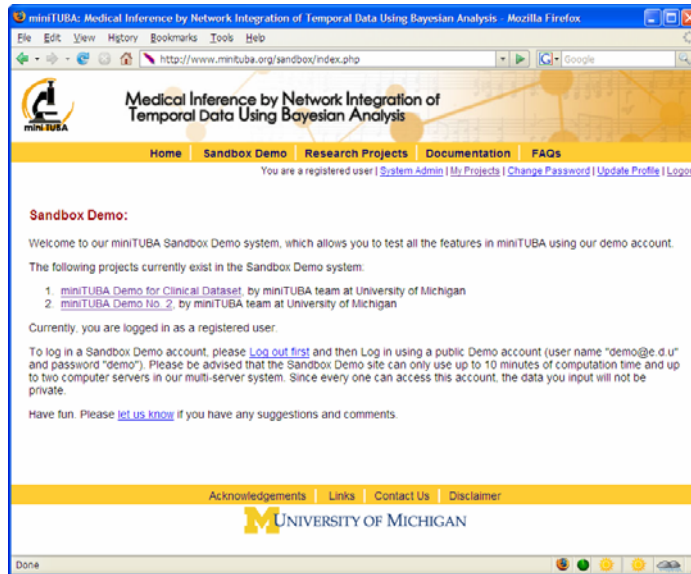 miniTUBA: Medical Inference by Network Integration of Temporal Data Using Bayesian Analysis - Mozilla Firefox
File Edit View History Bookmarks Tools Help
http://www.minituba.org/sandbox/index.php
Google
mini TUBA
Medical Inference by Network Integration of
Temporal Data Using Bayesian Analysis
Home Sandbox Demo Research Projects Documentation FAQs
You are a registered user | System Admin | My Projects | Change Password | Update Profile | Logou
Sandbox Demo:
Welcome to our miniTUBA Sandbox Demo system, which allows you to test all the features in miniTUBA using our demo account.
The following projects currently exist in the Sandbox Demo system:
1. miniTUBA Demo for Clinical Dataset, by miniTUBA team at University of Michigan
2. miniTUBA Demo No. 2, by miniTUBA team at University of Michigan
Currently, you are logged in as a registered user.
To log in a Sandbox Demo account, please Log out first and then Log in using a public Demo account (user name "demo@e.d.u"
and password "demo"). Please be advised that the Sandbox Demo site can only use up to 10 minutes of computation time and up
to two computer servers in our multi-server system. Since every one can access this account, the data you input will not be
private.
Have fun. Please let us know if you have any suggestions and comments.
Acknowledgements | Links | Contact Us | Disclaimer
M UNIVERSITY OF MICHIGAN
Done